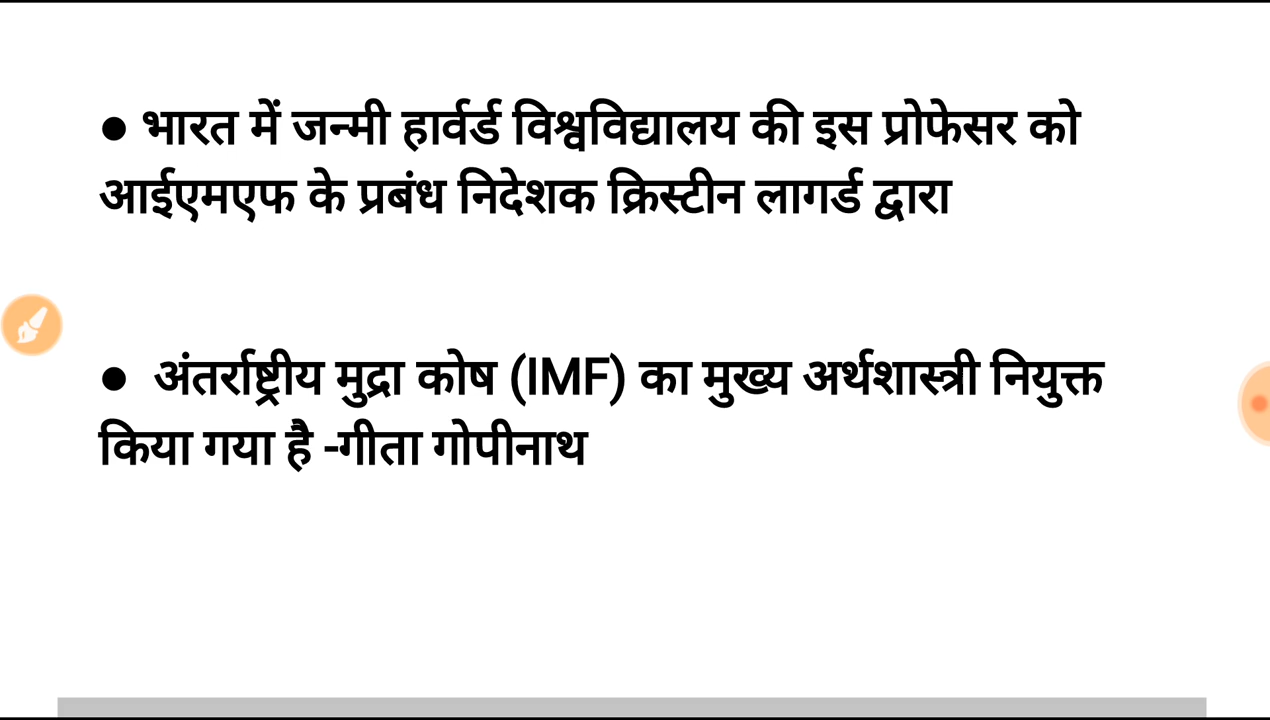 ● भारत में जन्मी हार्वर्ड विश्वविद्यालय की इस प्रोफेसर को
आईएमएफ के प्रबंध निदेशक क्रिस्टीन लागर्ड द्वारा
● अंतर्राष्ट्रीय मुद्रा कोष (IMF) का मुख्य अर्थशास्त्री नियुक्त
किया गया है -गीता गोपीनाथ